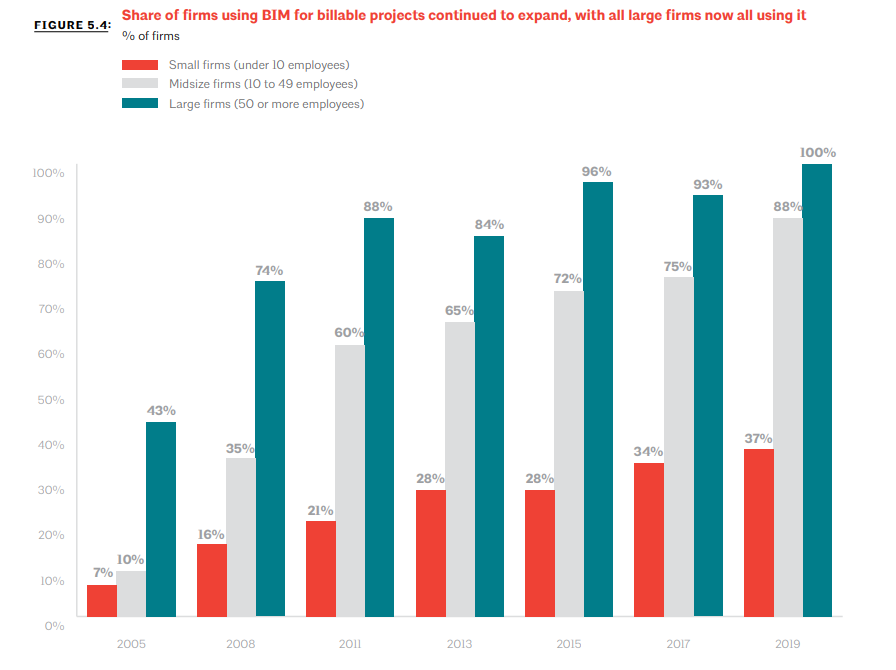 FIGURE 5.4: Share of firms using BIM for billable projects continued to expand, with all large firms now all using it
% of firms
Small firms (under 10 employees)
Midsize firms (10 to 49 employees)
Large firms (50 or more employees)
100%
90%
80%
70%
60%
50%
40%
30%
20%
10%
0%
7% 10% 43%
16% 35% 74%
21% 60% 88%
28% 65% 84%
28% 72% 96%
34% 75% 93%
37% 88% 100%
2005 2008 2011 2013 2015 2017 2019